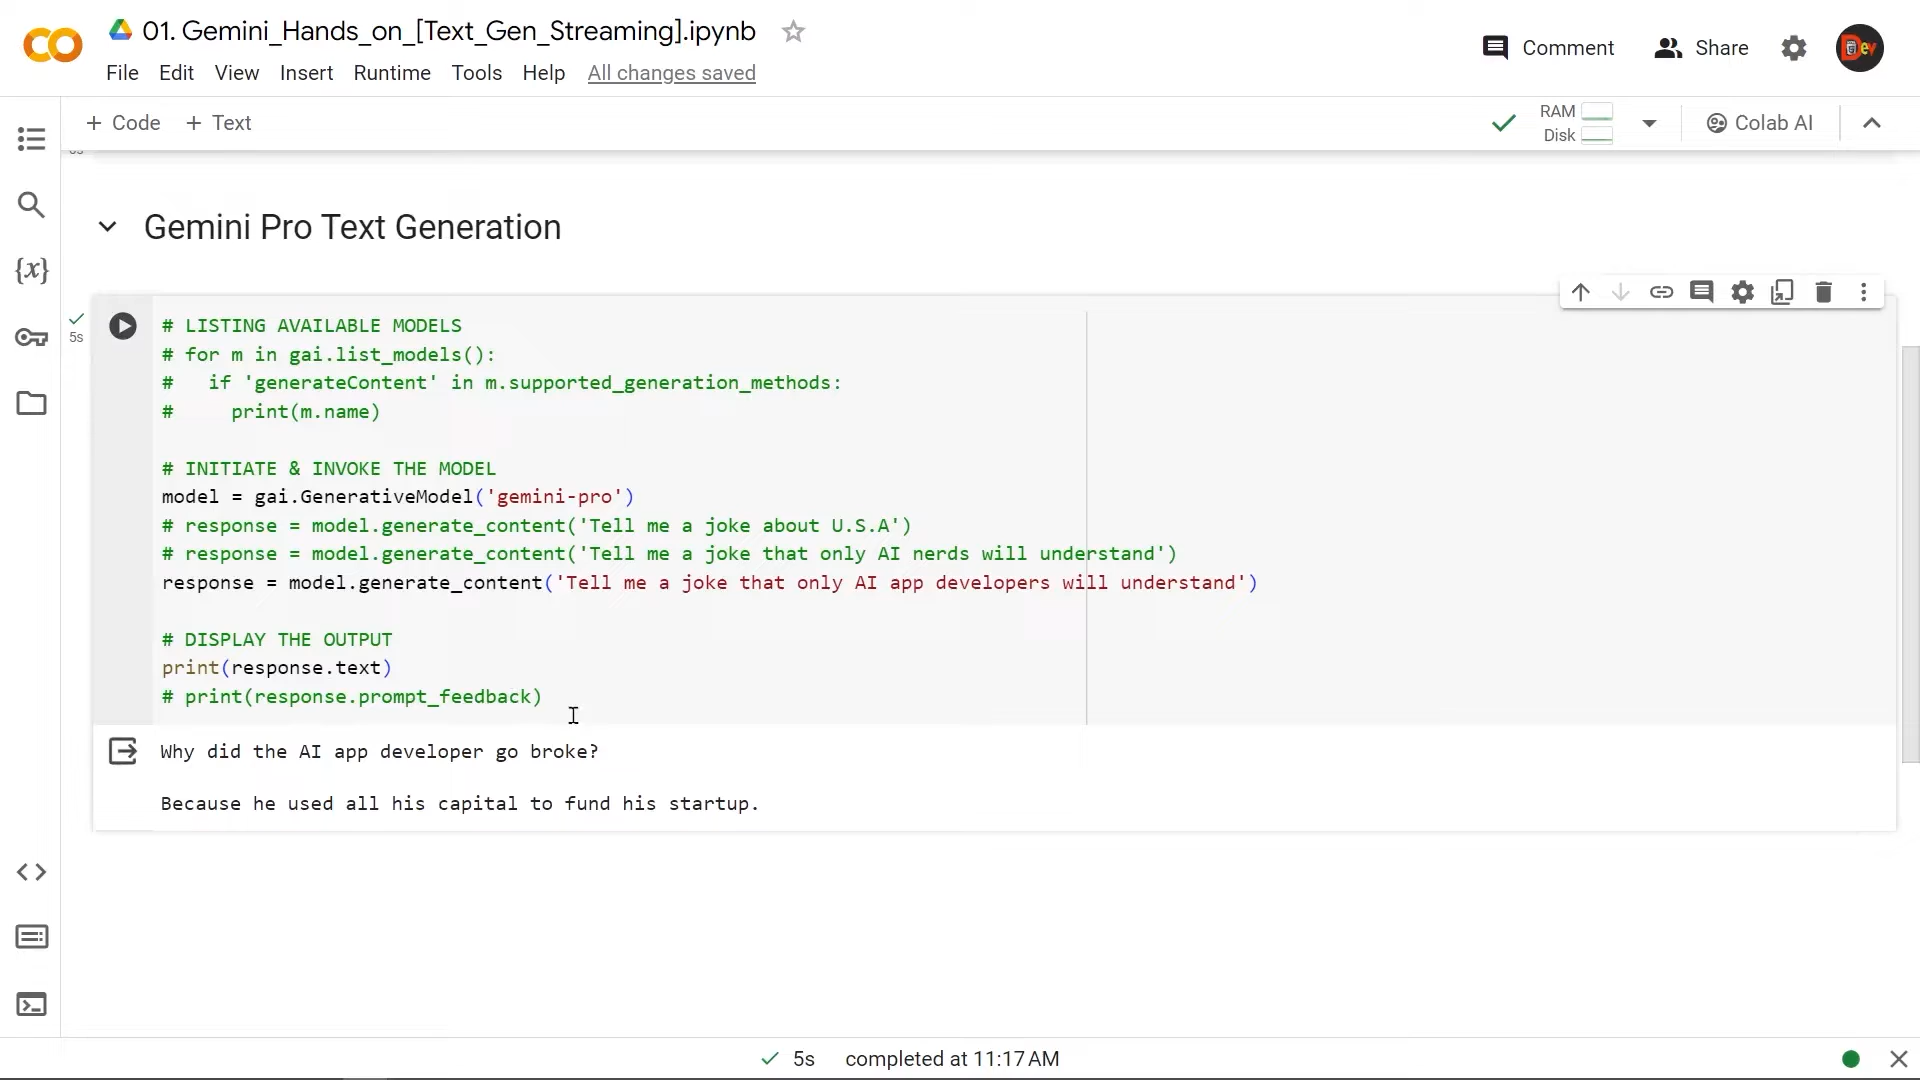 01. Gemini_Hands_on_[Text_Gen_Streaming].ipynb
Comment
Share
Dev
File Edit View Insert Runtime Tools Help All changes saved
+ Code + Text
RAM
Disk
Colab AI
{x}
Gemini Pro Text Generation
5s
# LISTING AVAILABLE MODELS
# for m in gai.list_models():
#   if 'generateContent' in m.supported_generation_methods:
#     print(m.name)
# INITIATE & INVOKE THE MODEL
model = gai.GenerativeModel('gemini-pro')
# response = model.generate_content('Tell me a joke about U.S.A')
# response = model.generate_content('Tell me a joke that only AI nerds will understand')
response = model.generate_content('Tell me a joke that only AI app developers will understand')
# DISPLAY THE OUTPUT
print(response.text)
# print(response.prompt_feedback)
Why did the AI app developer go broke?
Because he used all his capital to fund his startup.
5s completed at 11:17 AM